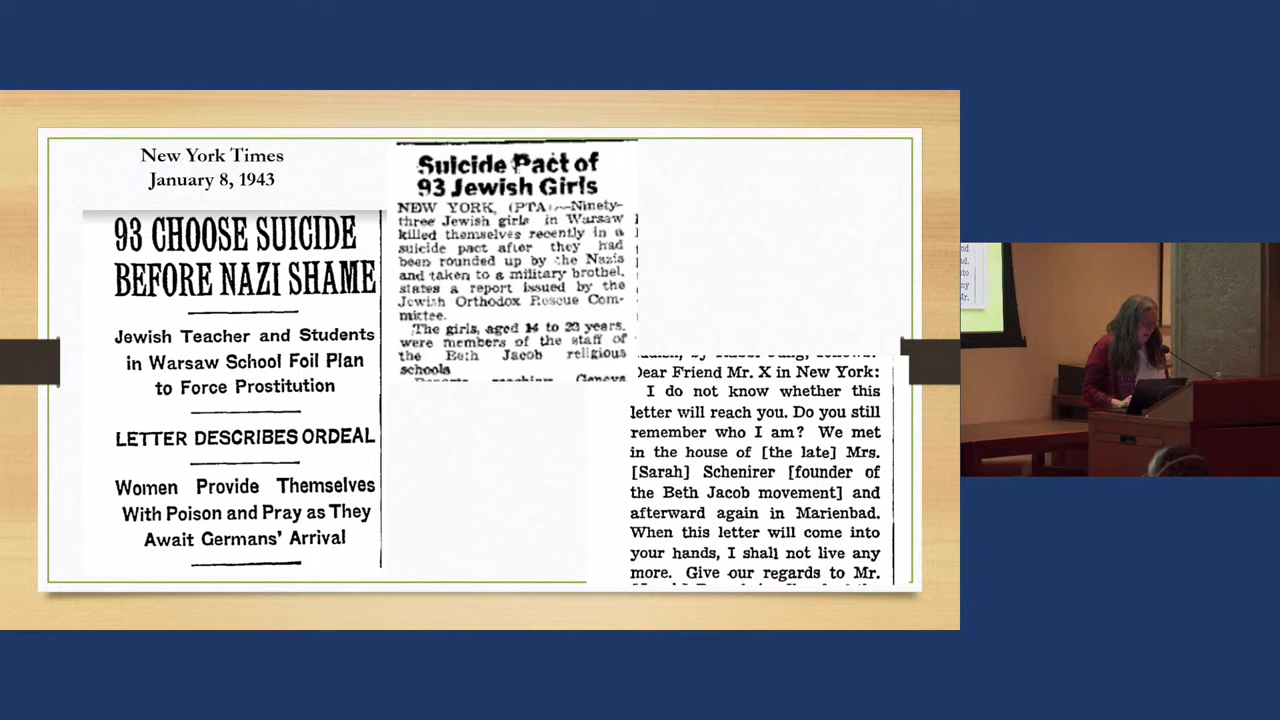 New York Times
January 8, 1943
93 CHOOSE SUICIDE
BEFORE NAZI SHAME
Jewish Teacher and Students
in Warsaw School Foil Plan
to Force Prostitution
LETTER DESCRIBES ORDEAL
Women Provide Themselves
With Poison and Pray as They
Await Germans' Arrival
Suicide Pact of
93 Jewish Girls
NEW YORK, (PTA).—Ninety-
three Jewish girls in Warsaw
killed themselves recently in a
suicide pact after they had
been rounded up by the Nazis
and taken to a military brothel,
states a report issued by the
Jewish Orthodox Rescue Com-
mittee.
The girls, aged 14 to 22 years,
were members of the staff of
the Beth Jacob religious
schools
Geneva
Dear Friend Mr. X in New York:
I do not know whether this
letter will reach you. Do you still
remember who I am? We met
in the house of [the late] Mrs.
[Sarah] Schenirer [founder of
the Beth Jacob movement] and
afterward again in Marienbad.
When this letter will come into
your hands, I shall not live any
more. Give our regards to Mr.
nd
nd.
to
ny
Mr.